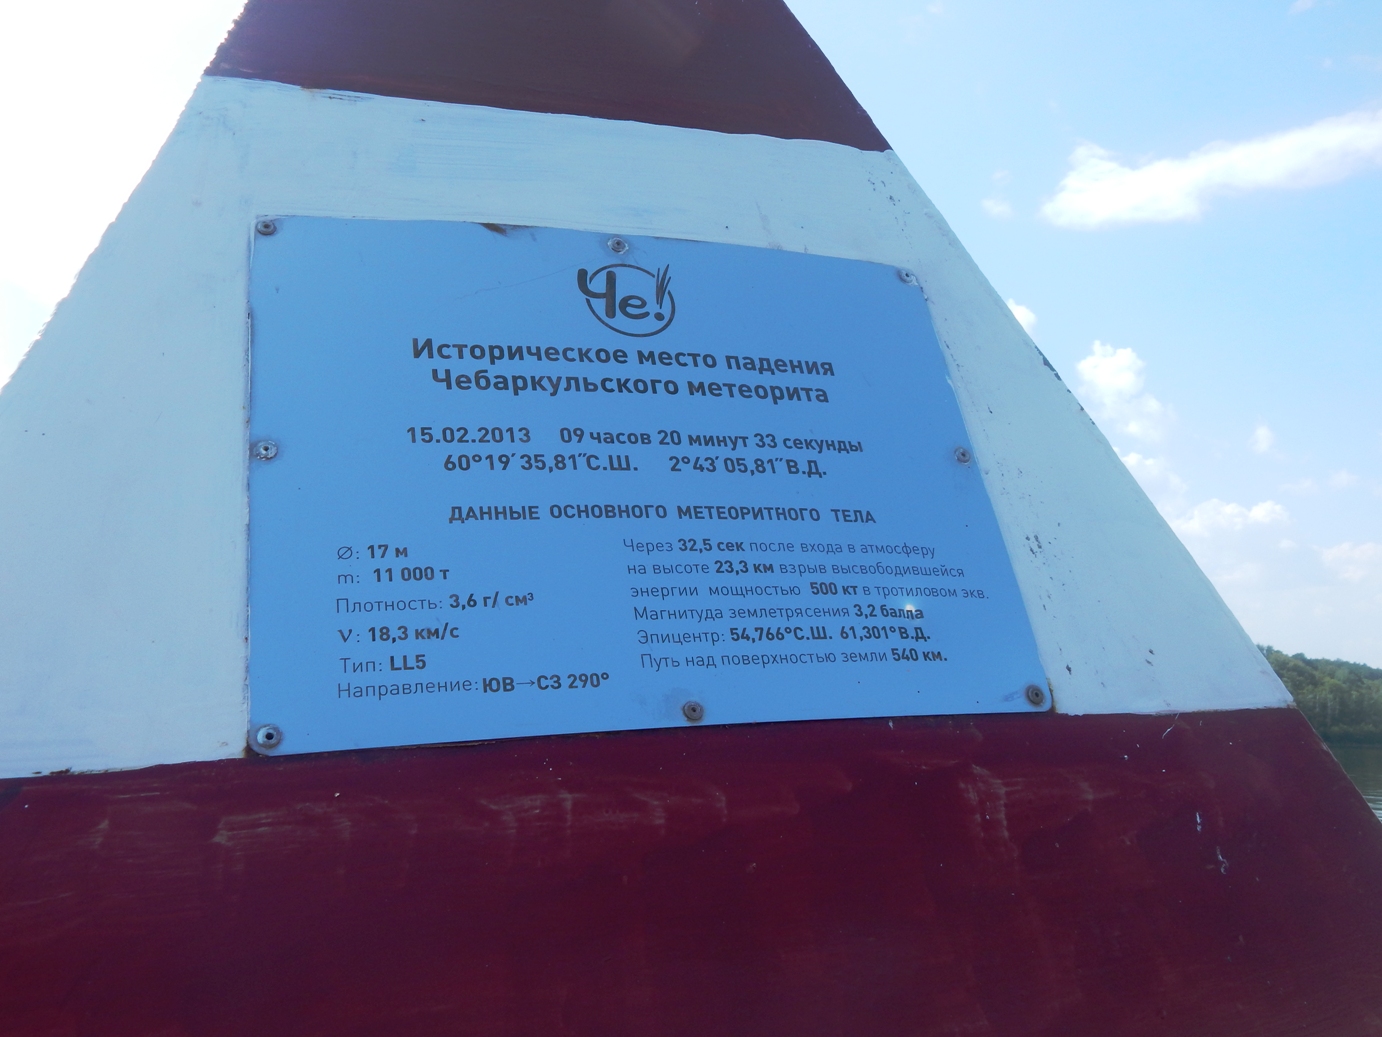 Че!
Историческое место падения
Чебаркульского метеорита
15.02.2013 09 часов 20 минут 33 секунды
60°19′35,81″С.Ш. 2°43′05,81″В.Д.
ДАННЫЕ ОСНОВНОГО МЕТЕОРИТНОГО ТЕЛА
Ø: 17 м
m: 11 000 т
Плотность: 3,6 г/ см³
V: 18,3 км/с
Тип: LL5
Направление: ЮВ→СЗ 290°
Через 32,5 сек после входа в атмосферу
на высоте 23,3 км взрыв высвободившейся
энергии мощностью 500 кт в тротиловом экв.
Магнитуда землетрясения 3,2 балла
Эпицентр: 54,766°С.Ш. 61,301°В.Д.
Путь над поверхностью земли 540 км.